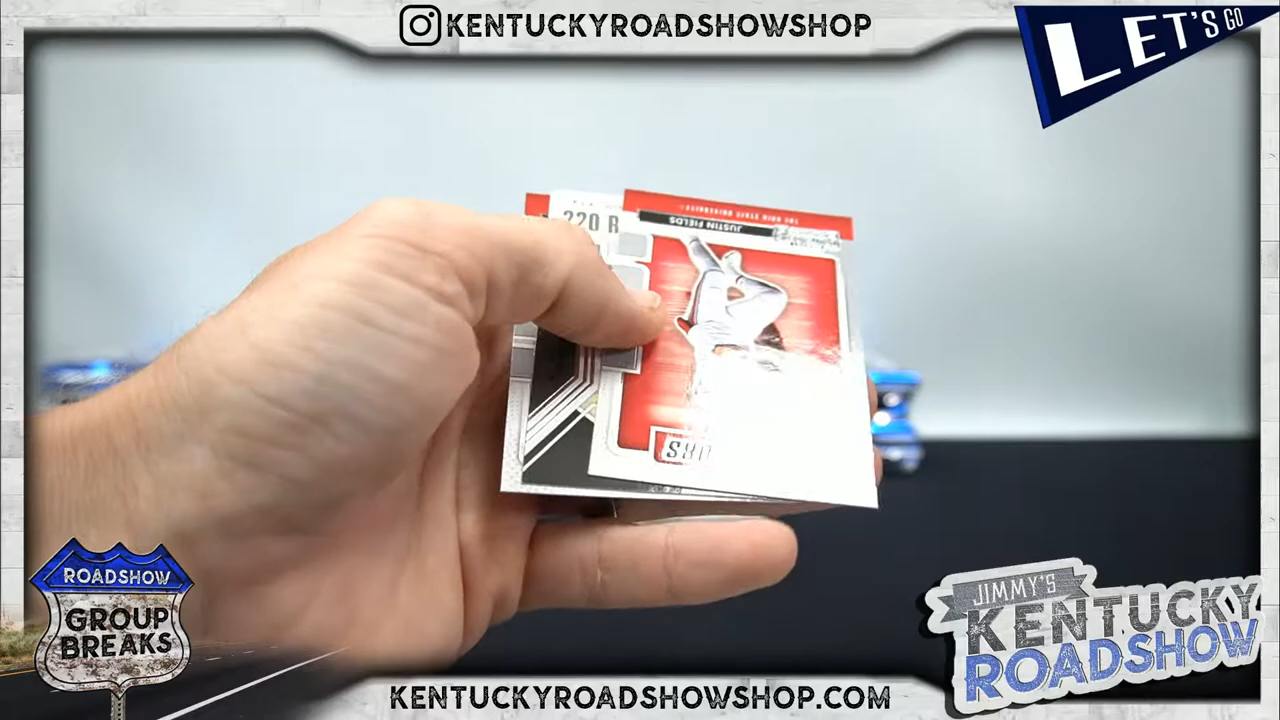 KENTUCKYROADSHOWSHOP
LET'S GO
THE OHIO STATE UNIVERSITY
JUSTIN FIELDS
220 R
ROADSHOW
GROUP
BREAKS
JIMMY'S
KENTUCKY
ROADSHOW
KENTUCKYROADSHOWSHOP.COM